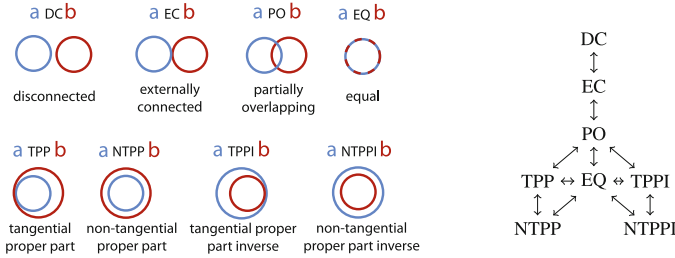 a DC b
a EC b
a PO b
a EQ b
disconnected
externally
connected
partially
overlapping
equal
a TPP b
a NTPP b
a TPPI b
a NTPPI b
tangential
proper part
non-tangential
proper part
tangential proper
part inverse
non-tangential
proper part inverse
DC
EC
PO
TPP EQ TPPI
NTPP NTPPI